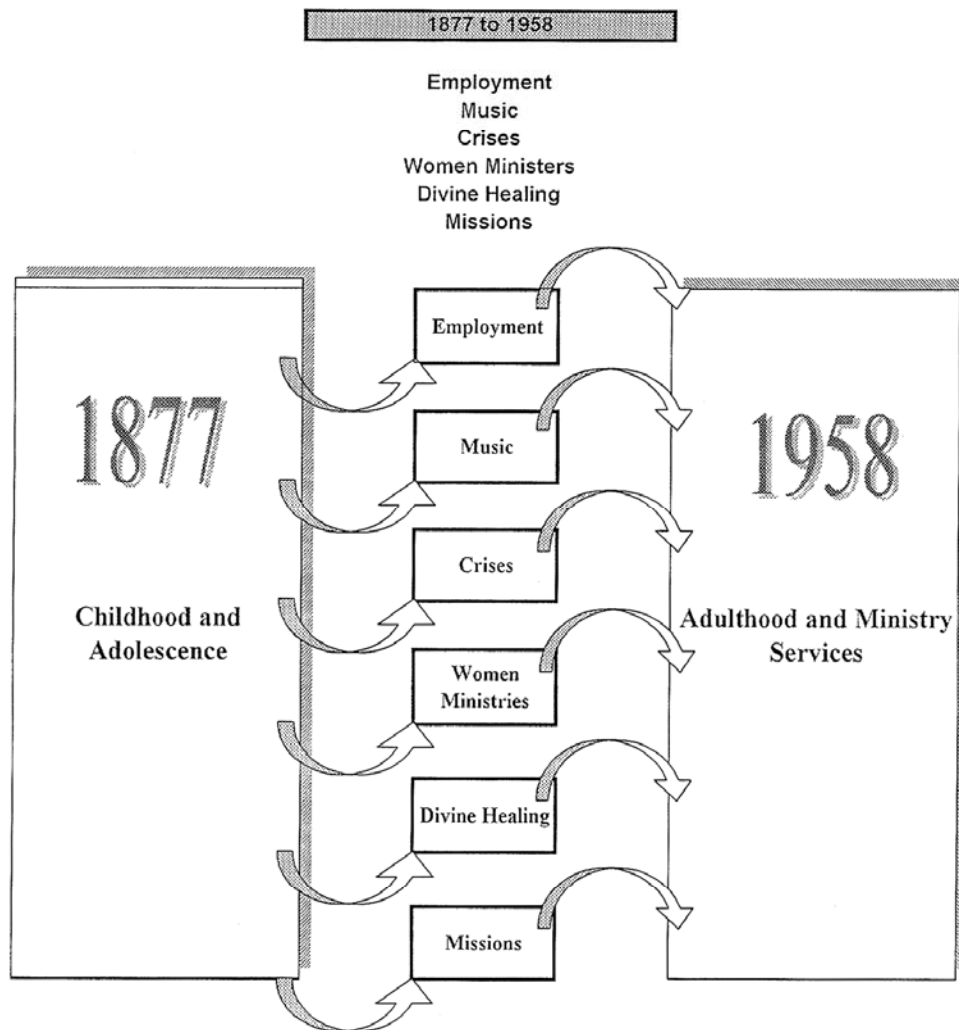 1877 to 1958
Employment
Music
Crises
Women Ministers
Divine Healing
Missions
1877
Childhood and
Adolescence
Employment
Music
Crises
Women
Ministries
Divine Healing
Missions
1958
Adulthood and Ministry
Services